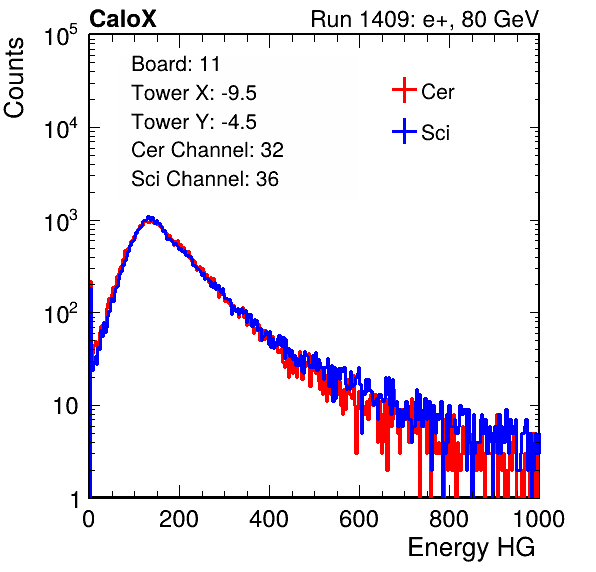 CaloX Run 1409: e+, 80 GeV
Counts
Board: 11
Tower X: -9.5
Tower Y: -4.5
Cer Channel: 32
Sci Channel: 36
Cer
Sci
10^5
10^4
10^3
10^2
10
1
0 200 400 600 800 1000
Energy HG